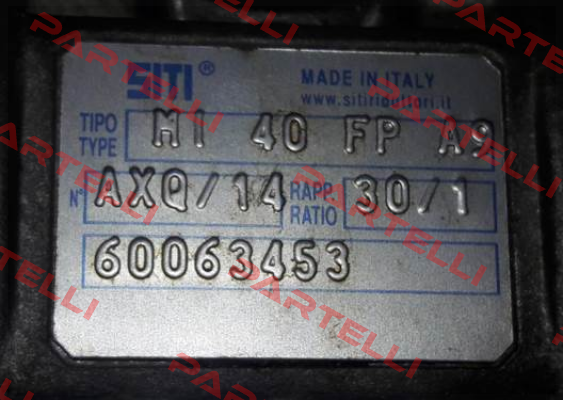 SITI®
MADE IN ITALY
www.sitiriduttori.it
TIPO
TYPE
MI 40 FP A9
N°
AXQ/14
RAPP.
RATIO
30/1
60063453
PARTELLI
PARTELLI
PARTELLI
PARTELLI
PARTELLI
PARTELLI